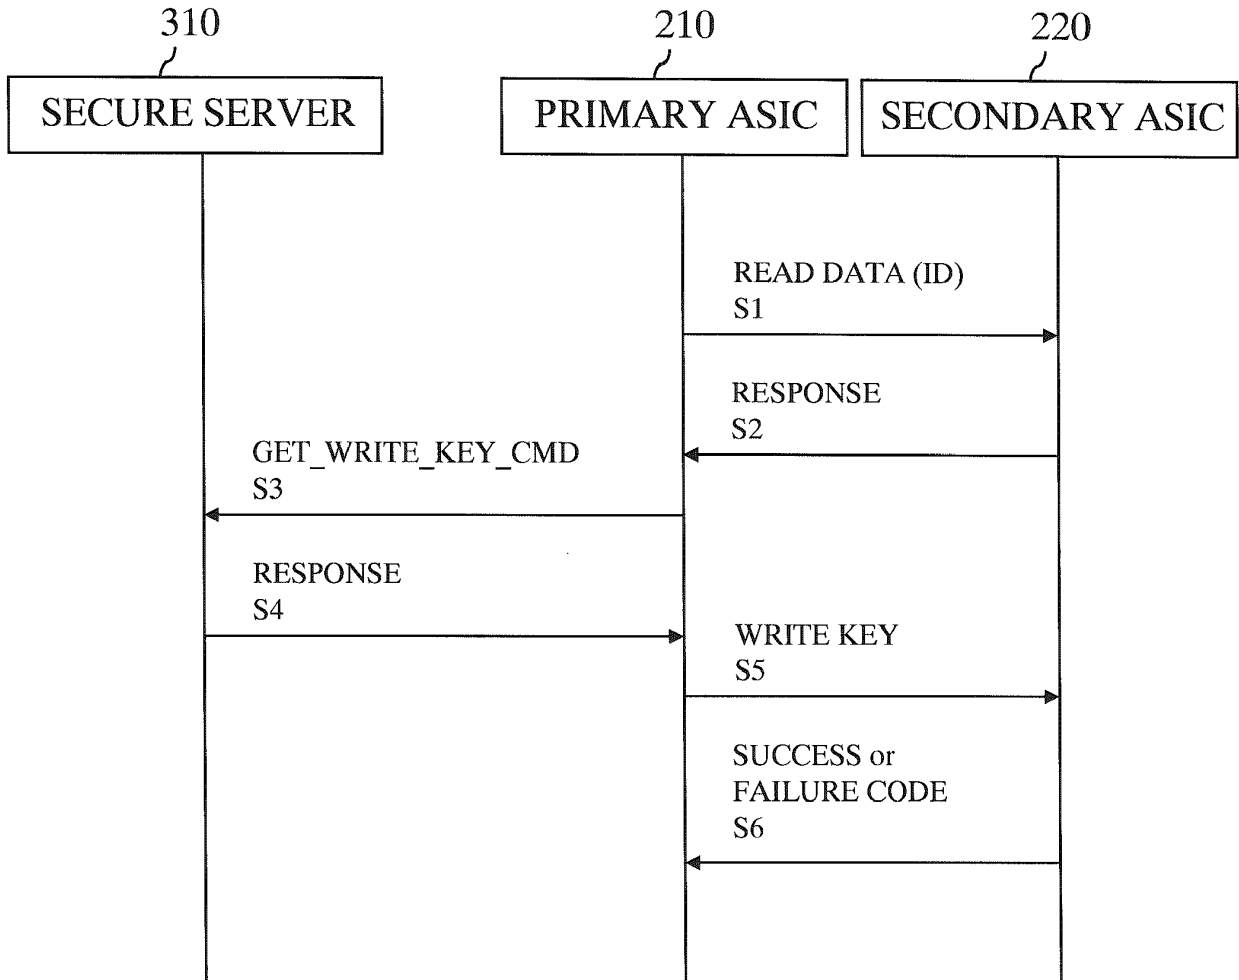 310
210
220
SECURE SERVER
PRIMARY ASIC
SECONDARY ASIC
READ DATA (ID)
S1
RESPONSE
S2
GET_WRITE_KEY_CMD
S3
RESPONSE
S4
WRITE KEY
S5
SUCCESS or
FAILURE CODE
S6